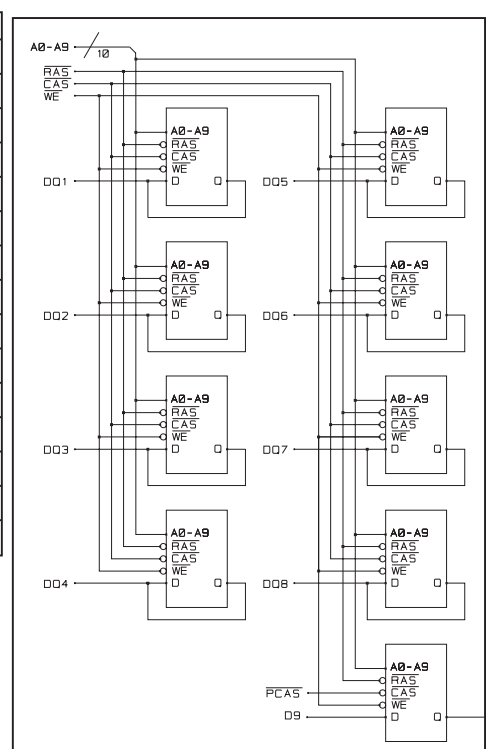 A0-A9
10
RAS
CAS
WE
A0-A9
RAS
CAS
WE
DQ1
D Q
A0-A9
RAS
CAS
WE
DQ5
D Q
A0-A9
RAS
CAS
WE
DQ2
D Q
A0-A9
RAS
CAS
WE
DQ6
D Q
A0-A9
RAS
CAS
WE
DQ3
D Q
A0-A9
RAS
CAS
WE
DQ7
D Q
A0-A9
RAS
CAS
WE
DQ4
D Q
A0-A9
RAS
CAS
WE
DQ8
D Q
A0-A9
RAS
PCAS
CAS
WE
D9
D Q